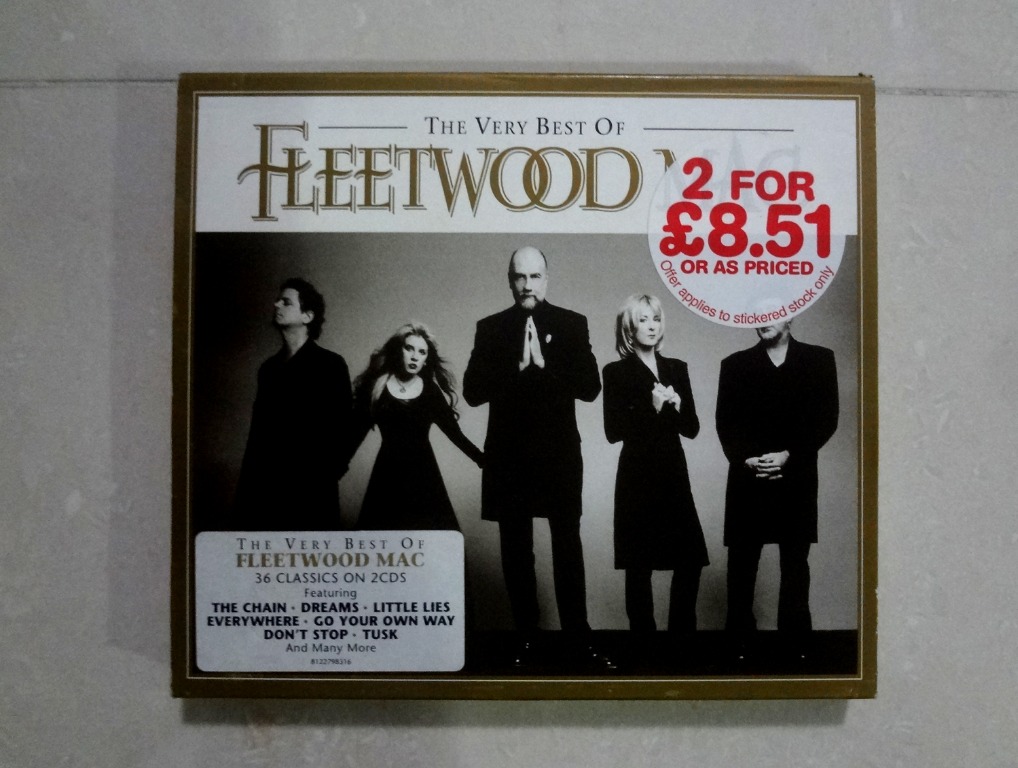 THE VERY BEST OF
FLEETWOOD MAC
2 FOR
£8.51
OR AS PRICED
Offer applies to stickered stock only
THE VERY BEST OF
FLEETWOOD MAC
36 CLASSICS ON 2CDS
Featuring
THE CHAIN · DREAMS · LITTLE LIES
EVERYWHERE · GO YOUR OWN WAY
DON'T STOP · TUSK
And Many More
8122798316